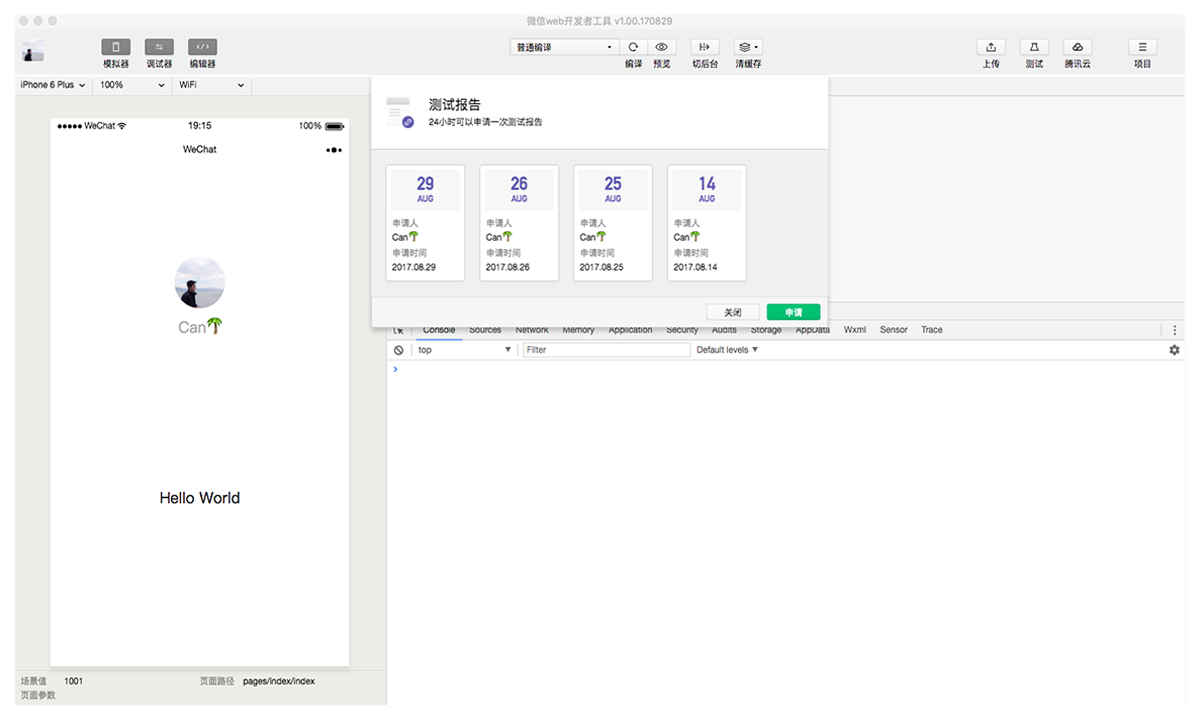 微信web开发者工具 v1.00.170829
模拟器 调试器 编辑器 普通编译 编译 预览 切后台 清缓存 上传 测试 腾讯云 项目
iPhone 6 Plus 100% WiFi
测试报告
24小时可以申请一次测试报告
WeChat 19:15 100%
WeChat
29 26 25 14
AUG AUG AUG AUG
申请人 申请人 申请人 申请人
Can🌴 Can🌴 Can🌴 Can🌴
申请时间 申请时间 申请时间 申请时间
2017.08.29 2017.08.26 2017.08.25 2017.08.14
关闭 申请
Can🌴
Console Sources Network Memory Application Security Audits Storage AppData Wxml Sensor Trace
top Filter Default levels
Hello World
场景值 1001 页面路径 pages/index/index
页面参数